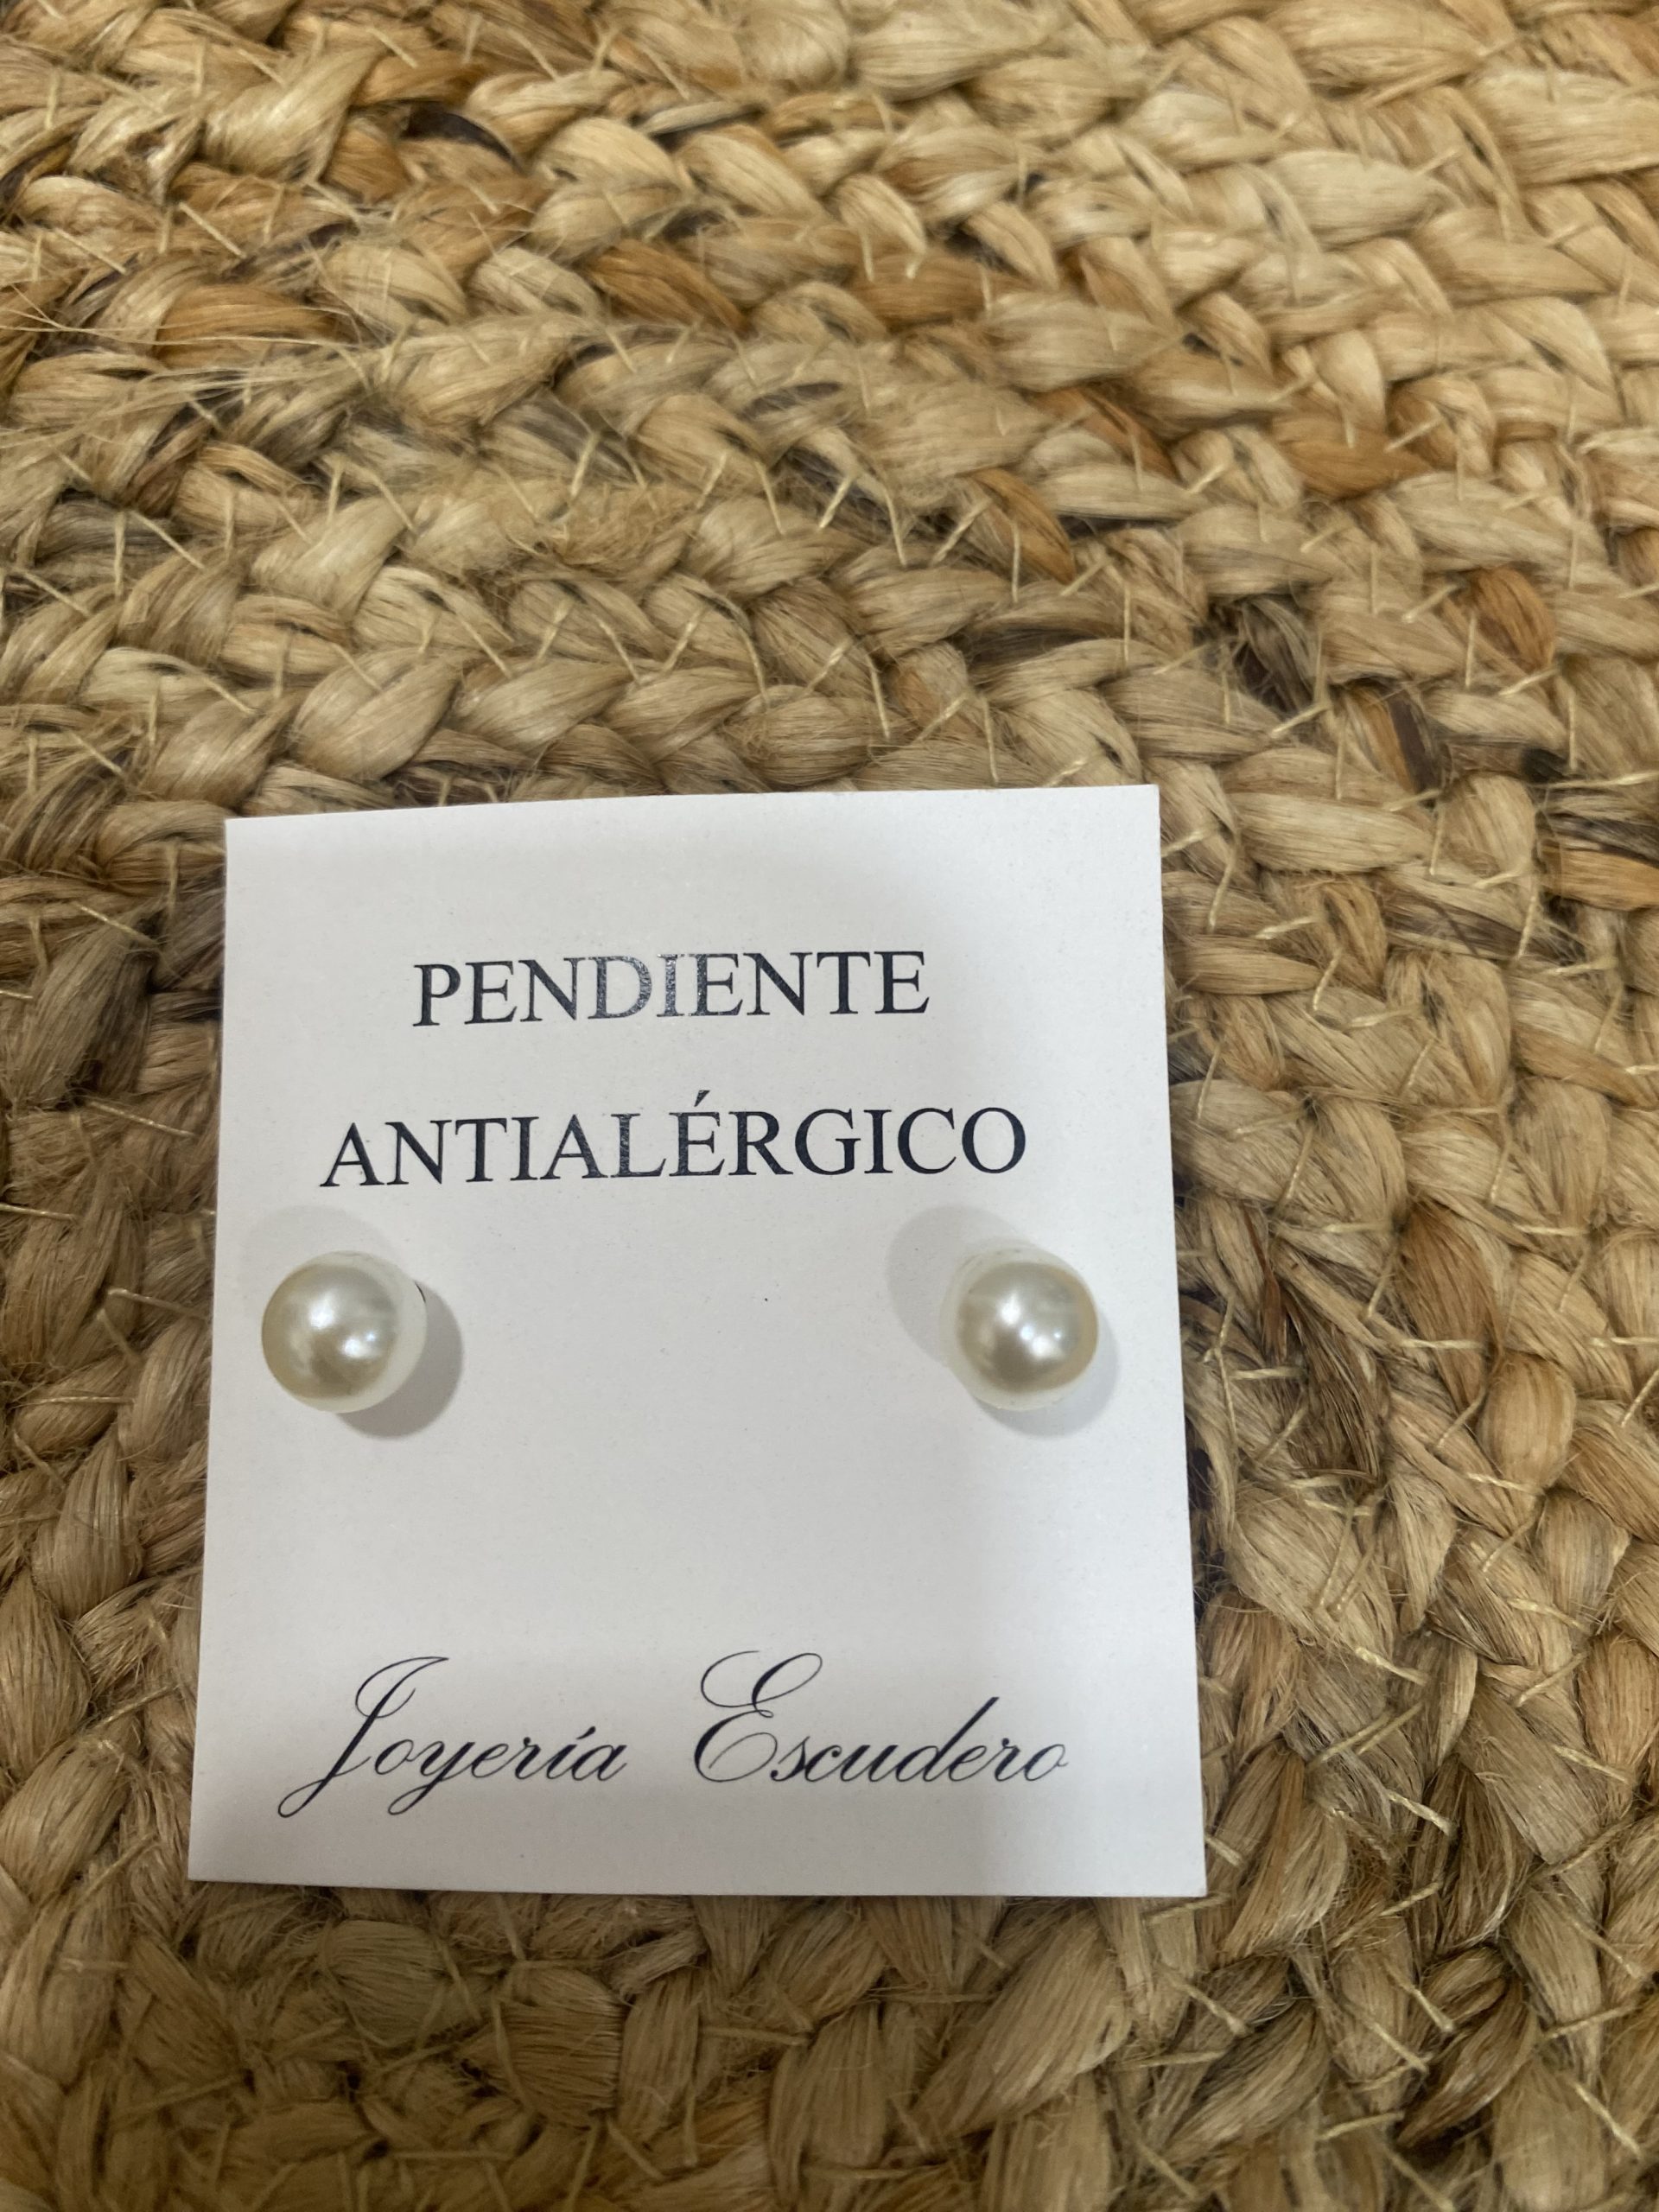 PENDIENTE
ANTIALÉRGICO
Joyería Escudero